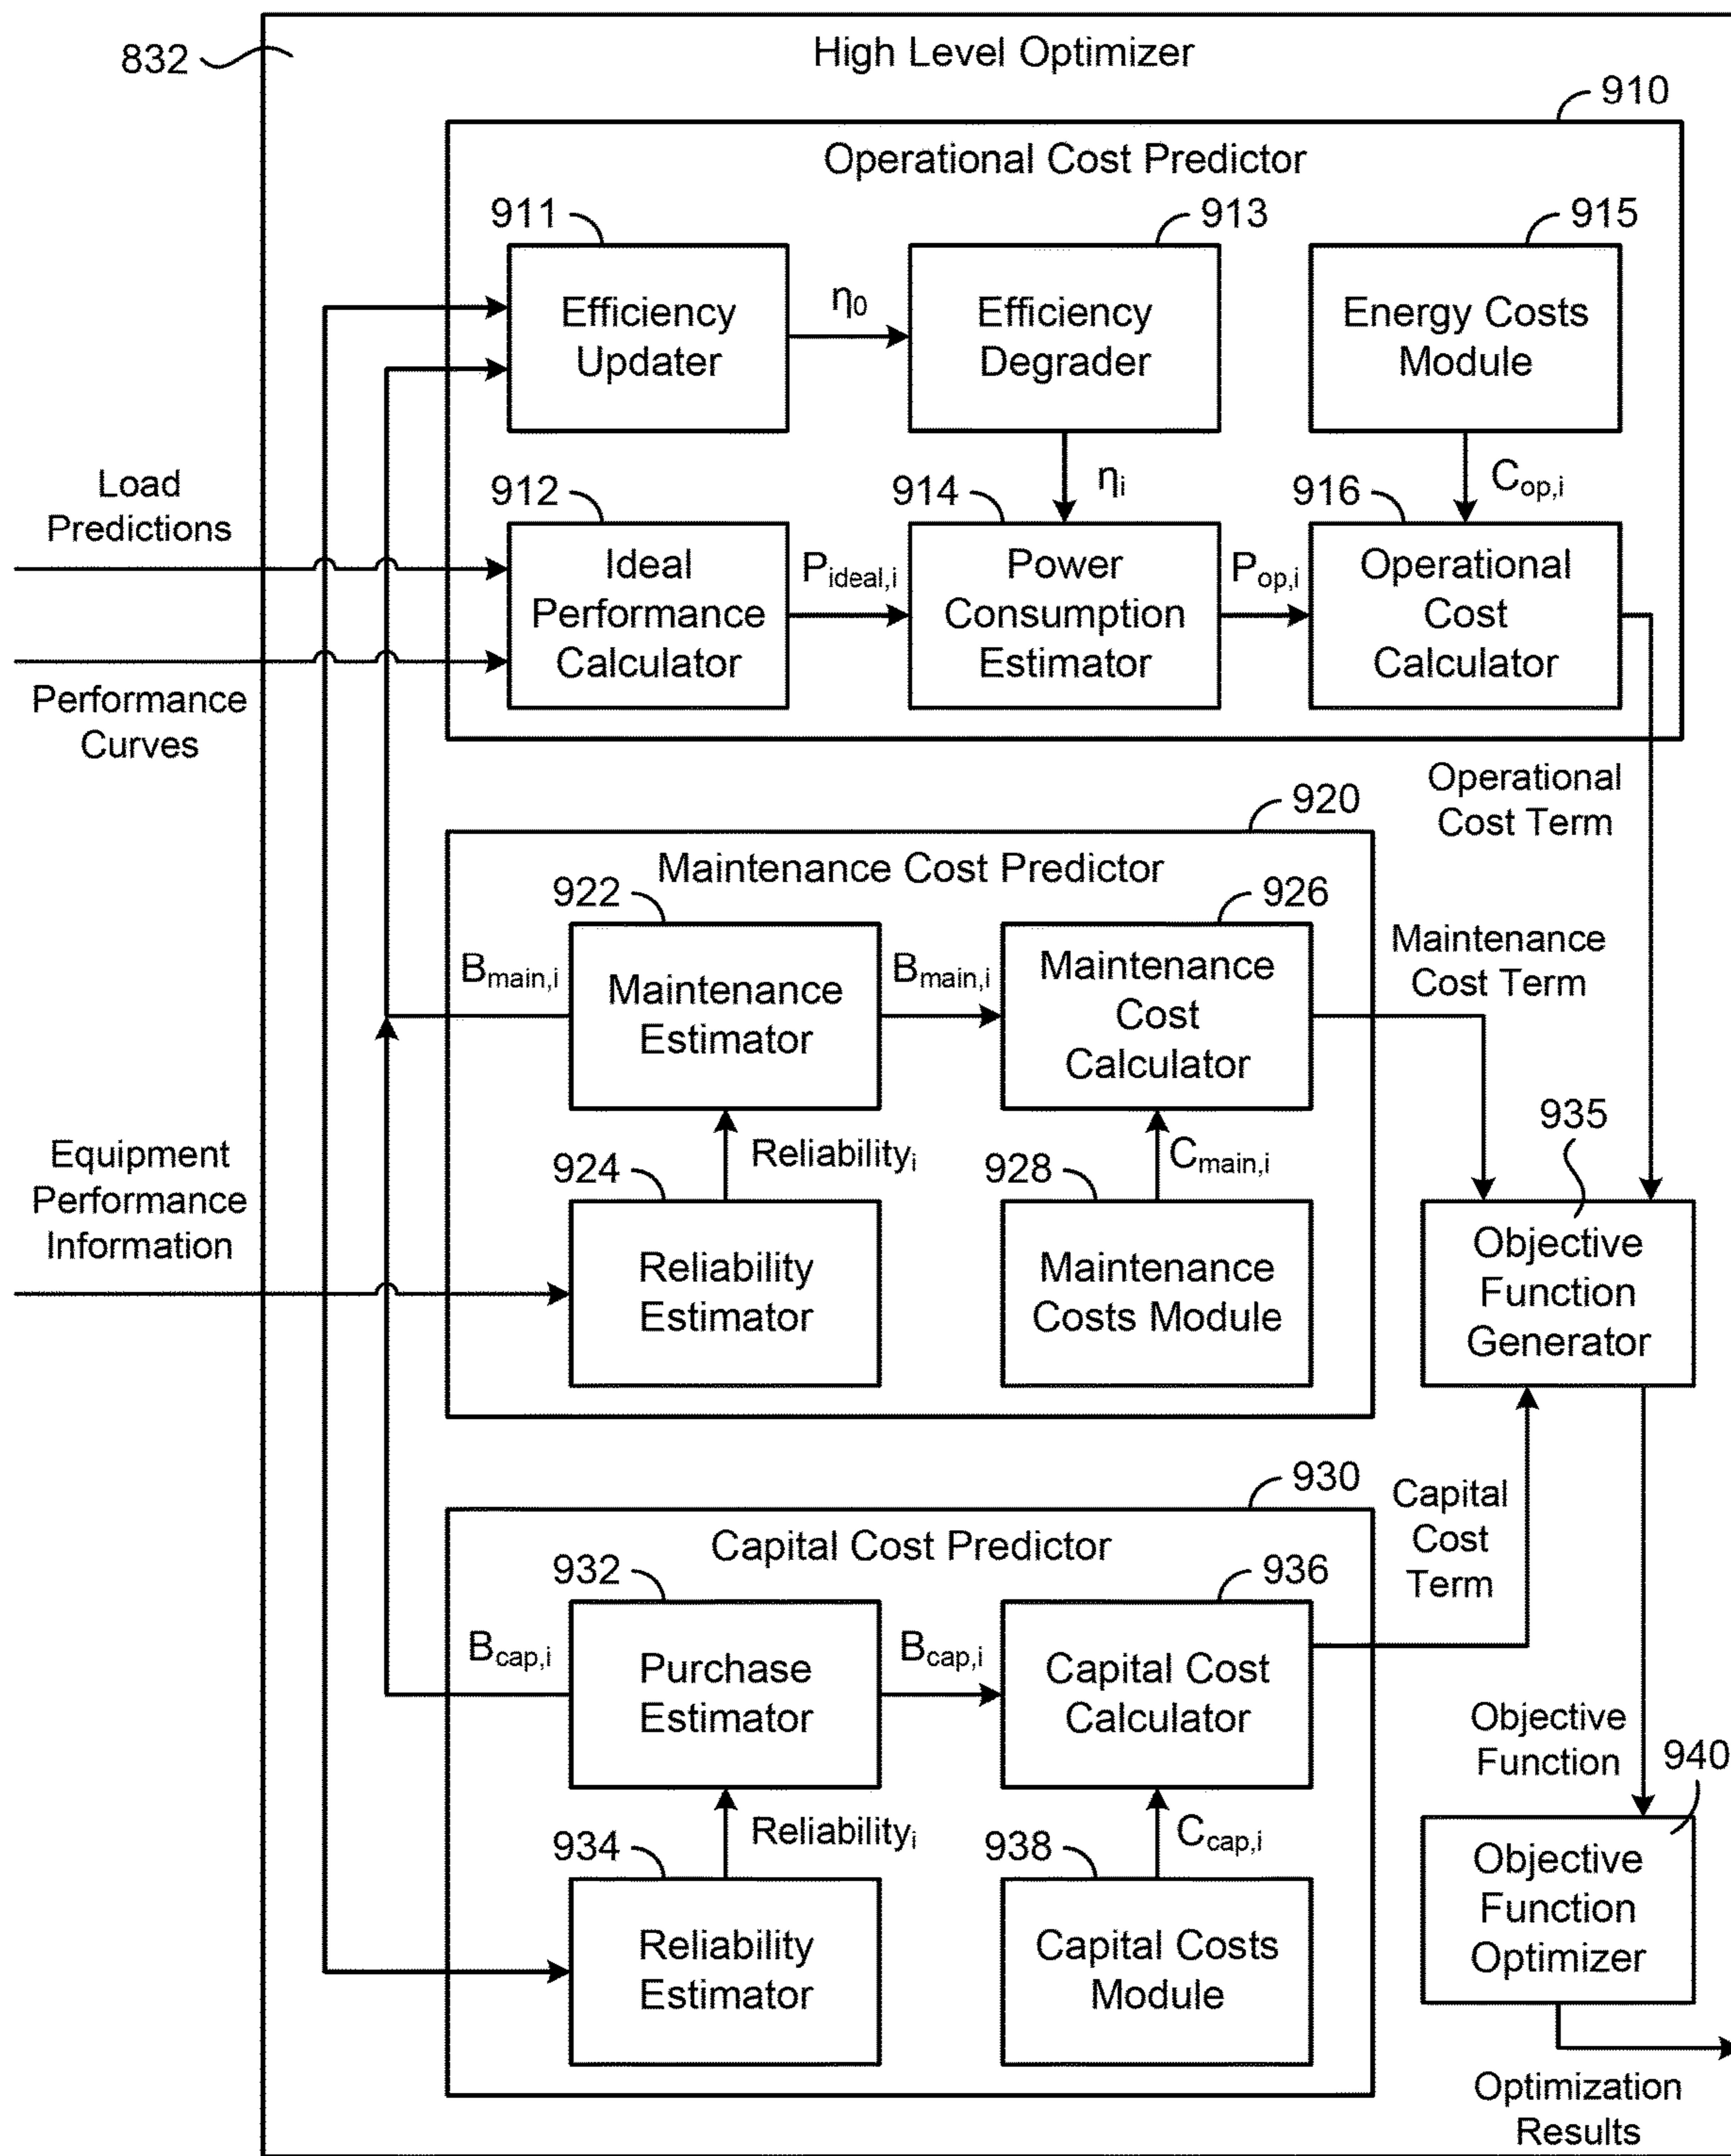 832
High Level Optimizer
910
Operational Cost Predictor
911
913
915
Efficiency
Updater
η0
Efficiency
Degrader
Energy Costs
Module
Load
Predictions
912
914
ηi
916
Cop,i
Ideal
Performance
Calculator
Pideal,i
Power
Consumption
Estimator
Pop,i
Operational
Cost
Calculator
Performance
Curves
Operational
Cost Term
920
Maintenance Cost Predictor
922
926
Bmain,i
Maintenance
Estimator
Bmain,i
Maintenance
Cost
Calculator
Maintenance
Cost Term
Equipment
Performance
Information
924
Reliabilityi
928
Cmain,i
935
Reliability
Estimator
Maintenance
Costs Module
Objective
Function
Generator
930
Capital Cost Predictor
Capital
Cost
Term
932
936
Bcap,i
Purchase
Estimator
Bcap,i
Capital Cost
Calculator
Objective
Function
940
934
Reliabilityi
938
Ccap,i
Reliability
Estimator
Capital Costs
Module
Objective
Function
Optimizer
Optimization
Results